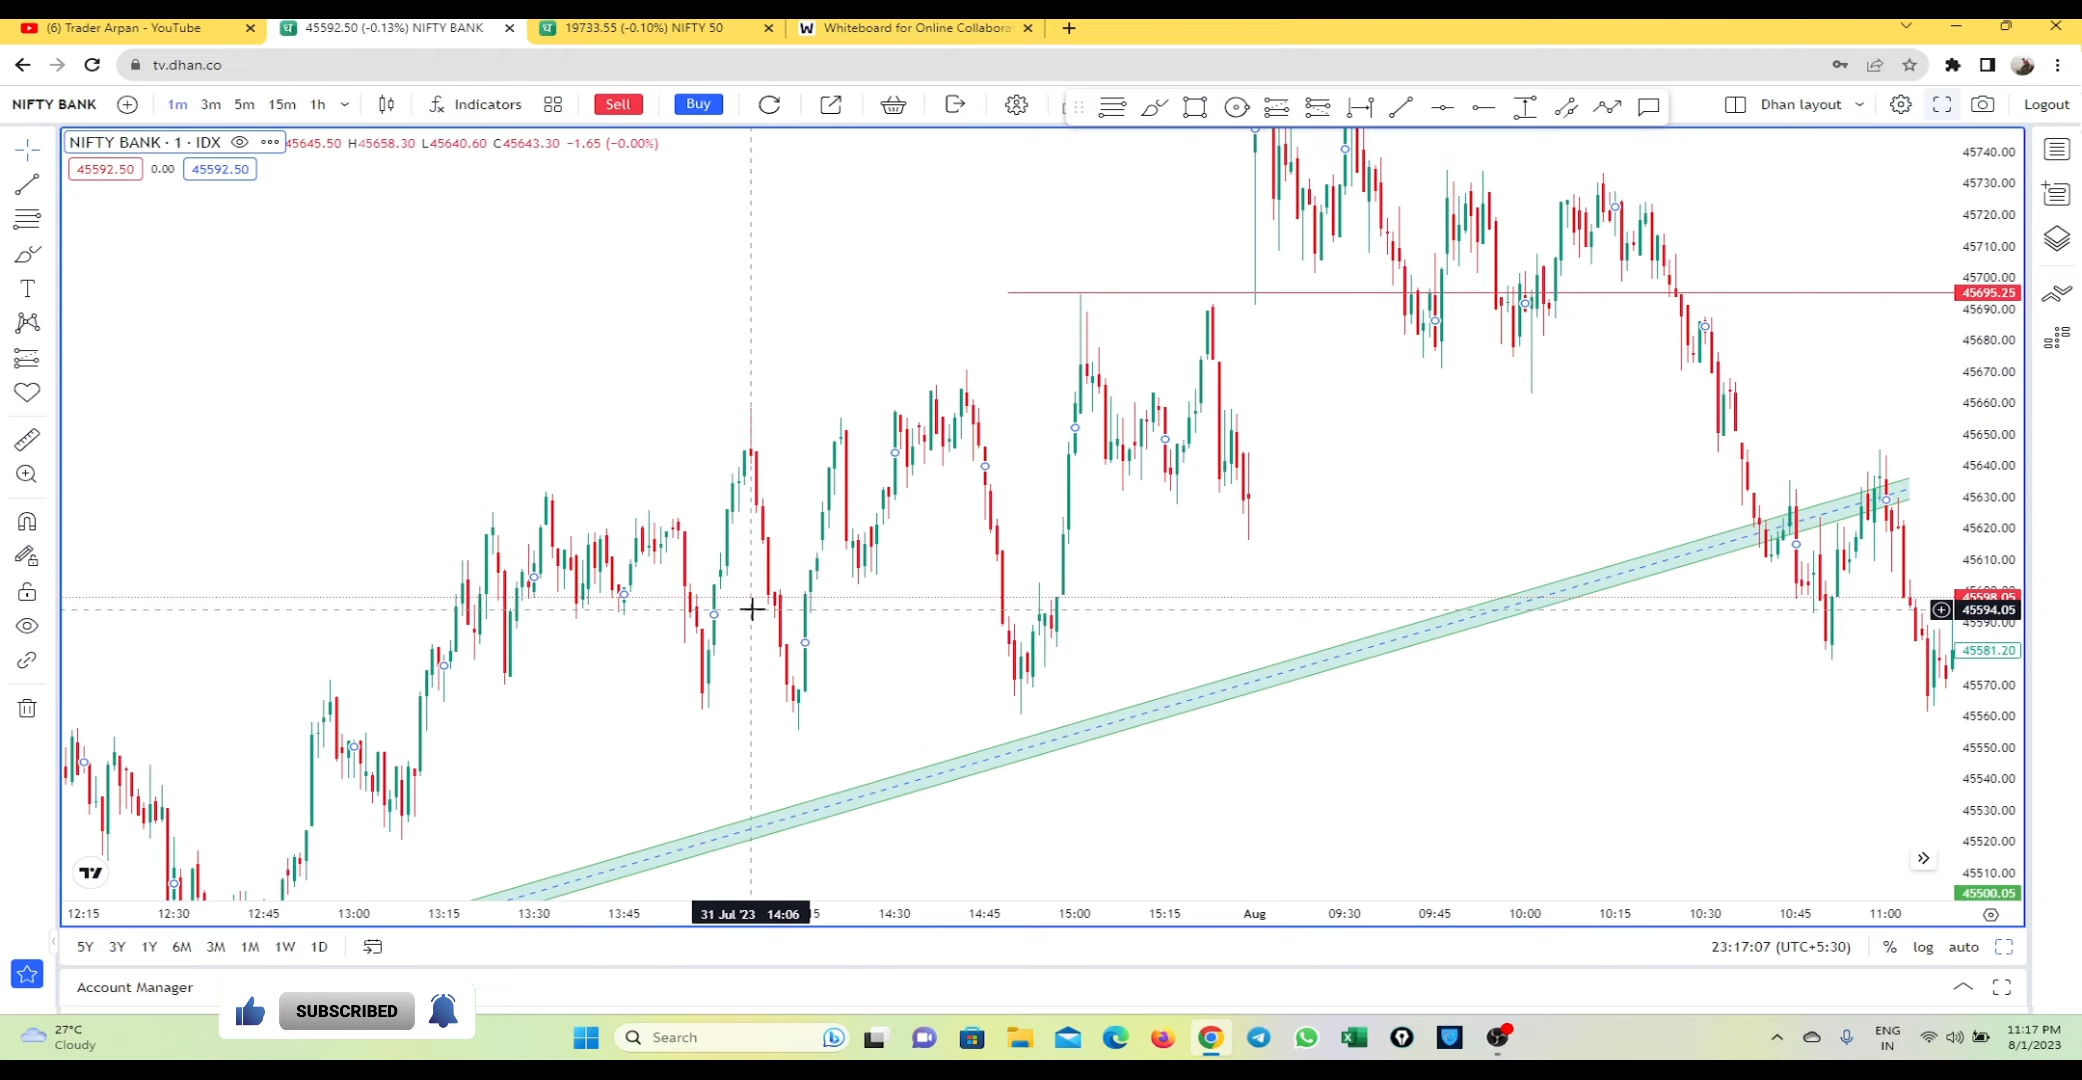 (6) Trader Arpan - YouTube
45592.50 (-0.13%) NIFTY BANK
19733.55 (-0.10%) NIFTY 50
W Whiteboard for Online Collabora
tv.dhan.co
NIFTY BANK
1m 3m 5m 15m 1h
Indicators
Sell
Buy
Dhan layout
Logout
NIFTY BANK · 1 · IDX
45645.50 H45658.30 L45640.60 C45643.30 −1.65 (−0.00%)
45592.50 0.00 45592.50
45740.00
45730.00
45720.00
45710.00
45700.00
45695.25
45690.00
45680.00
45670.00
45660.00
45650.00
45640.00
45630.00
45620.00
45610.00
45598.05
45594.05
45590.00
45581.20
45570.00
45560.00
45550.00
45540.00
45530.00
45520.00
45510.00
45500.05
12:15 12:30 12:45 13:00 13:15 13:30 13:45 31 Jul '23 14:06 15 14:30 14:45 15:00 15:15 Aug 09:30 09:45 10:00 10:15 10:30 10:45 11:00
5Y 3Y 1Y 6M 3M 1M 1W 1D
23:17:07 (UTC+5:30) % log auto
Account Manager
SUBSCRIBED
27°C
Cloudy
Search
ENG
IN
11:17 PM
8/1/2023